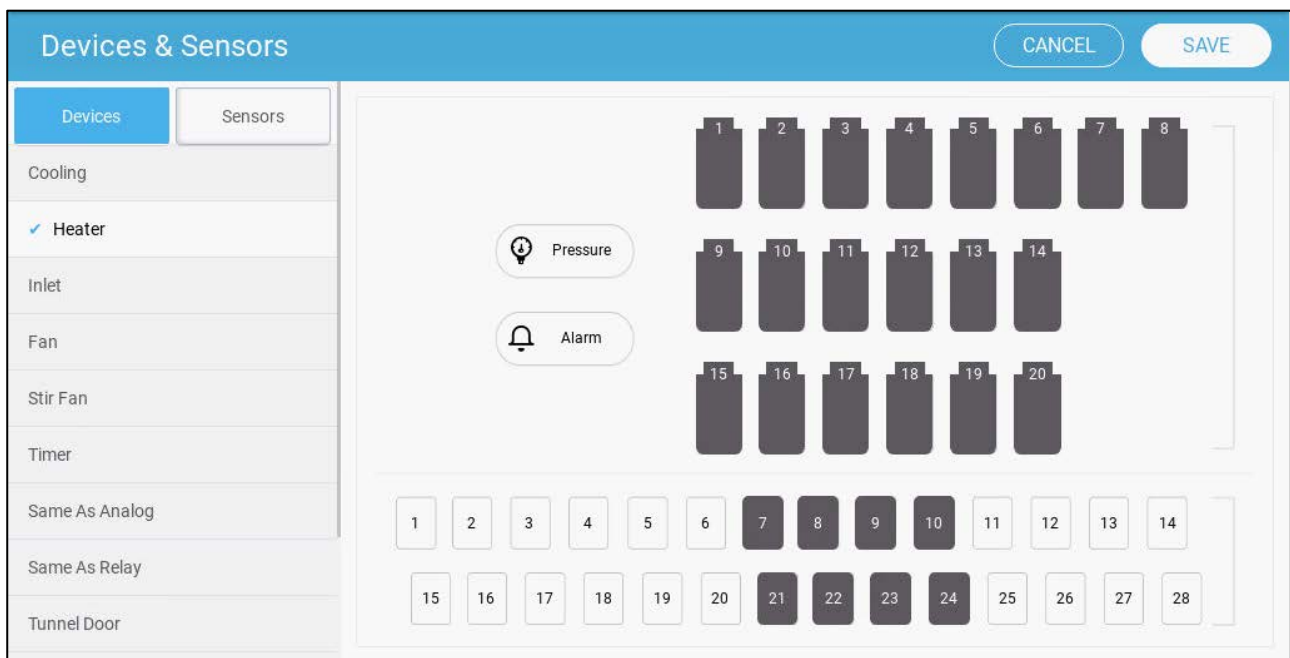 Devices & Sensors
CANCEL
SAVE
Devices
Sensors
Cooling
Heater
Inlet
Fan
Stir Fan
Timer
Same As Analog
Same As Relay
Tunnel Door
Pressure
Alarm
1 2 3 4 5 6 7 8
9 10 11 12 13 14
15 16 17 18 19 20
1 2 3 4 5 6 7 8 9 10 11 12 13 14
15 16 17 18 19 20 21 22 23 24 25 26 27 28